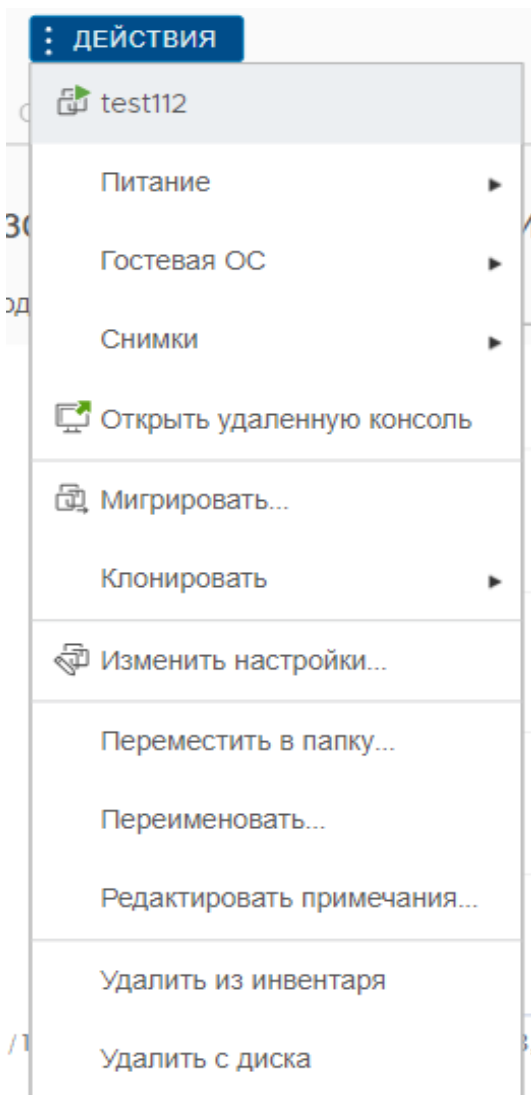 ДЕЙСТВИЯ
test112
Питание
Гостевая ОС
Снимки
Открыть удаленную консоль
Мигрировать...
Клонировать
Изменить настройки...
Переместить в папку...
Переименовать...
Редактировать примечания...
Удалить из инвентаря
Удалить с диска